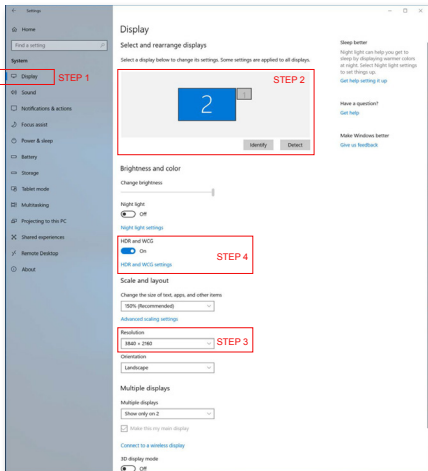 Settings
Home
Find a setting
System
Display
STEP 1
Sound
Notifications & actions
Focus assist
Power & sleep
Battery
Storage
Tablet mode
Multitasking
Projecting to this PC
Shared experiences
Remote Desktop
About
Display
Select and rearrange displays
Select a display below to change its settings. Some settings are applied to all displays.
STEP 2
2
1
Identify
Detect
Brightness and color
Change brightness
Night light
Off
Night light settings
HDR and WCG
On
STEP 4
HDR and WCG settings
Scale and layout
Change the size of text, apps, and other items
150% (Recommended)
Advanced scaling settings
Resolution
3840 × 2160
STEP 3
Orientation
Landscape
Multiple displays
Multiple displays
Show only on 2
Make this my main display
Connect to a wireless display
3D display mode
Off
Sleep better
Night light can help you get to
sleep by displaying warmer colors
at night. Select Night light settings
to set things up.
Get help setting it up
Have a question?
Get help
Make Windows better
Give us feedback